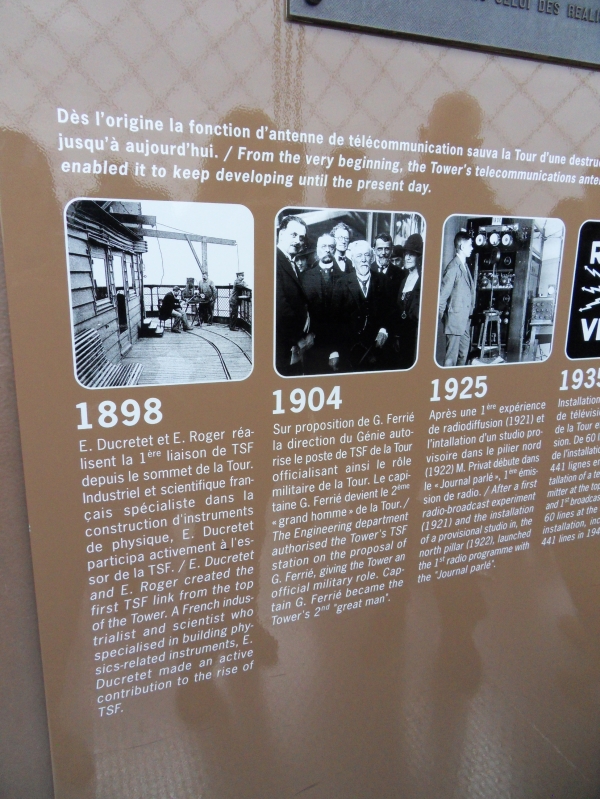 CELUI DES REALIS
Dès l'origine la fonction d'antenne de télécommunication sauva la Tour d'une destruc
jusqu'à aujourd'hui. / From the very beginning, the Tower's telecommunications ante
enabled it to keep developing until the present day.
1898
E. Ducretet et E. Roger réa-
lisent la 1ère liaison de TSF
depuis le sommet de la Tour.
Industriel et scientifique fran-
çais spécialiste dans la
construction d'instruments
de physique, E. Ducretet
participa activement à l'es-
sor de la TSF. / E. Ducretet
and E. Roger created the
first TSF link from the top
of the Tower. A French indus-
trialist and scientist who
specialised in building phy-
sics-related instruments, E.
Ducretet made an active
contribution to the rise of
TSF.
1904
Sur proposition de G. Ferrié
la direction du Génie auto-
rise le poste de TSF de la Tour
officialisant ainsi le rôle
militaire de la Tour. Le capi-
taine G. Ferrié devient le 2ème
« grand homme » de la Tour. /
The Engineering department
authorised the Tower's TSF
station on the proposal of
G. Ferrié, giving the Tower an
official military role. Cap-
tain G. Ferrié became the
Tower's 2nd "great man".
1925
Après une 1ère expérience
de radiodiffusion (1921) et
l'intallation d'un studio pro-
visoire dans le pilier nord
(1922) M. Privat débute dans
le « Journal parlé », 1ère émis-
sion de radio. / After a first
radio-broadcast experiment
(1921) and the installation
of a provisional studio in, the
north pillar (1922), launched
the 1st radio programme with
the "Journal parlé".
R
VI
1935
Installation
de télévisi
de la Tour e
sion. De 60 l
de l'installati
441 lignes en
tallation of a te
mitter at the top
and 1st broadcas
60 lines at the
installation, inc
441 lines in 194